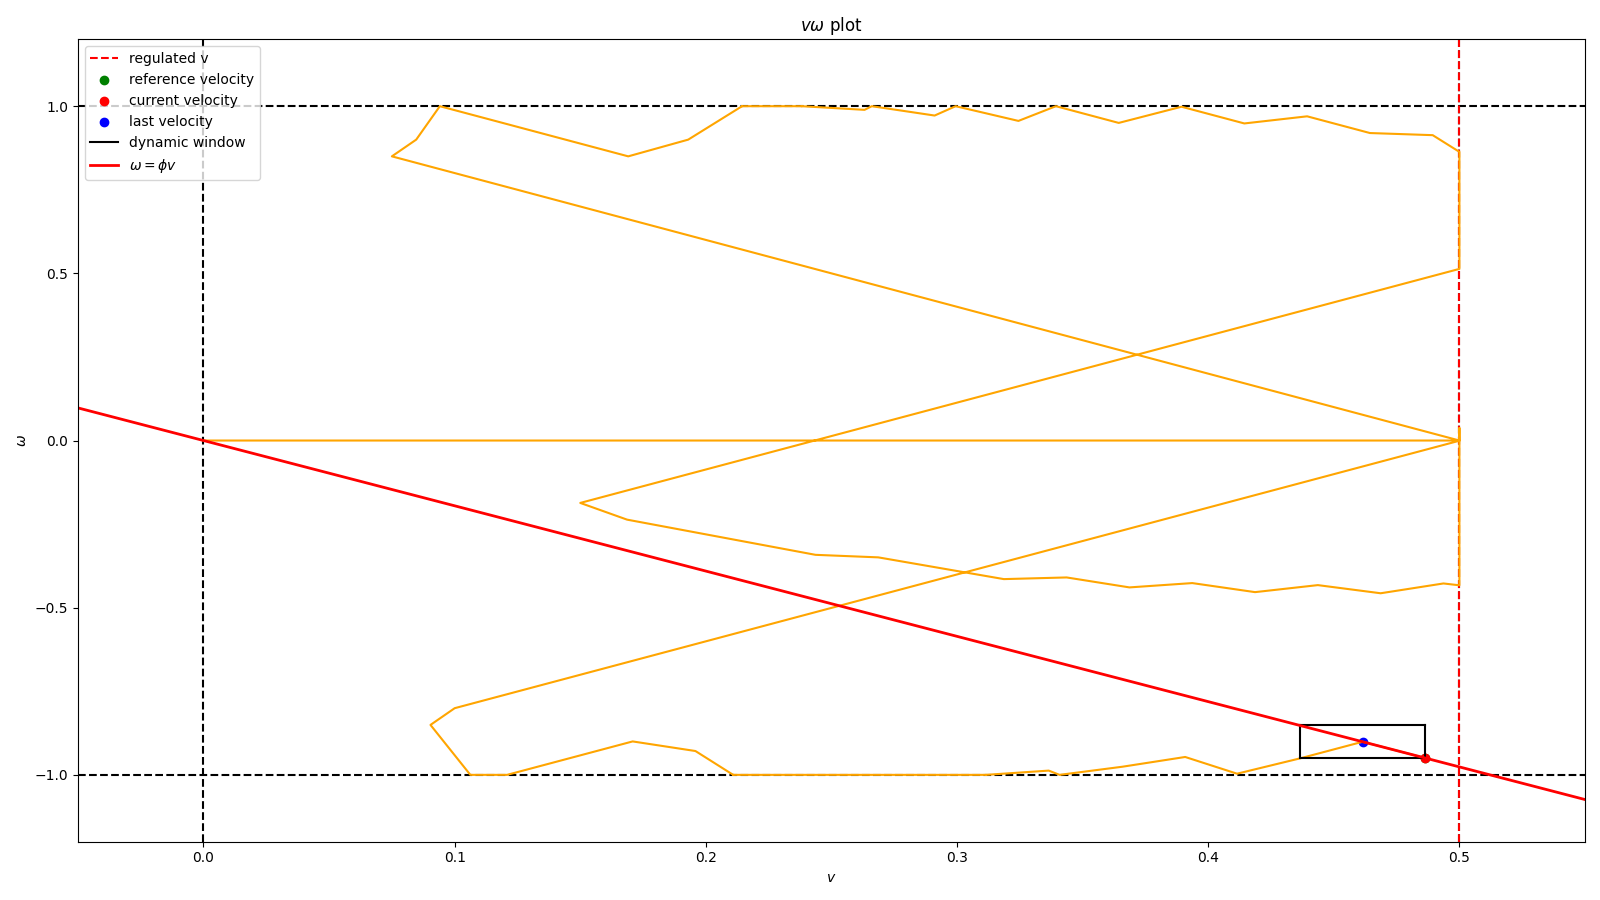 vω plot
regulated v
reference velocity
current velocity
last velocity
dynamic window
ω = ϕv
1.0
0.5
0.0
−0.5
−1.0
ω
0.0 0.1 0.2 0.3 0.4 0.5
v